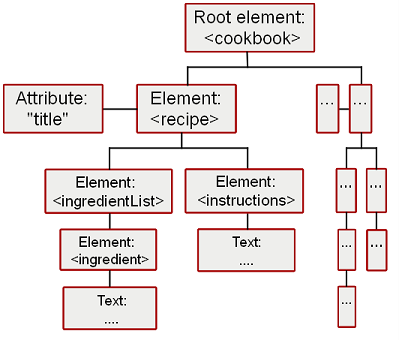 Root element:
<cookbook>
Attribute:
"title"
Element:
<recipe>
...
...
Element:
<ingredientList>
Element:
<instructions>
...
...
Element:
<ingredient>
Text:
....
...
...
Text:
....
...